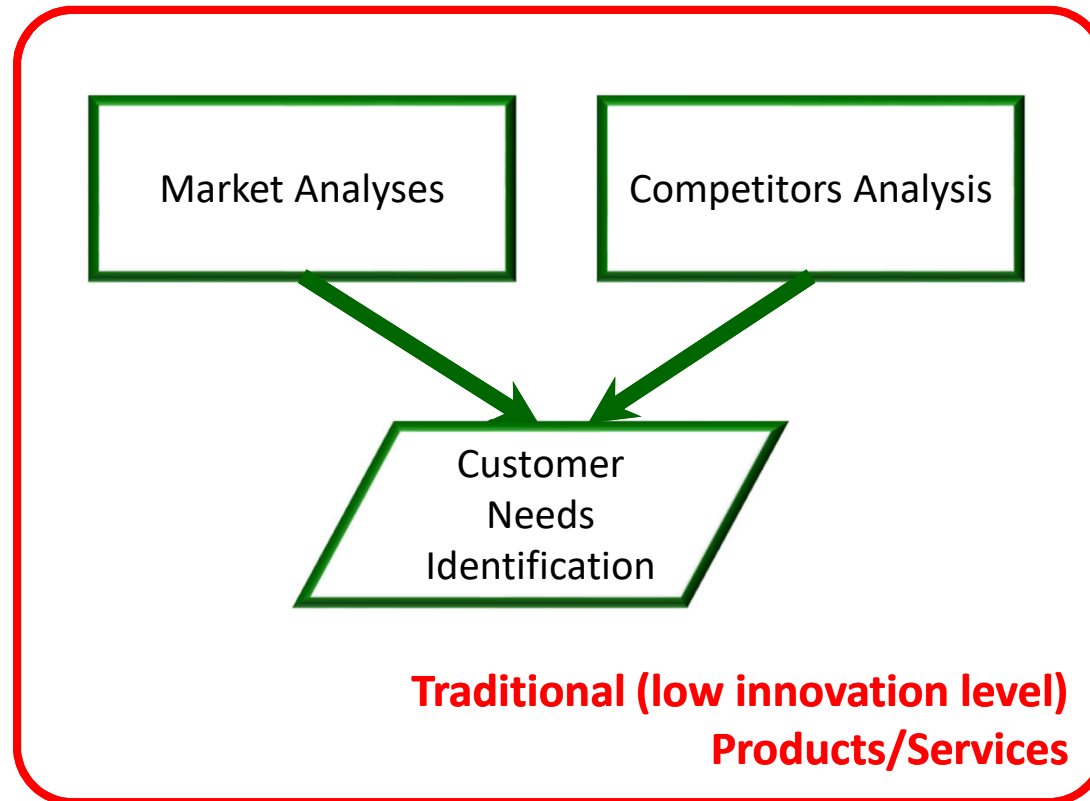 Market Analyses
Competitors Analysis
Customer
Needs
Identification
Traditional (low innovation level)
Products/Services